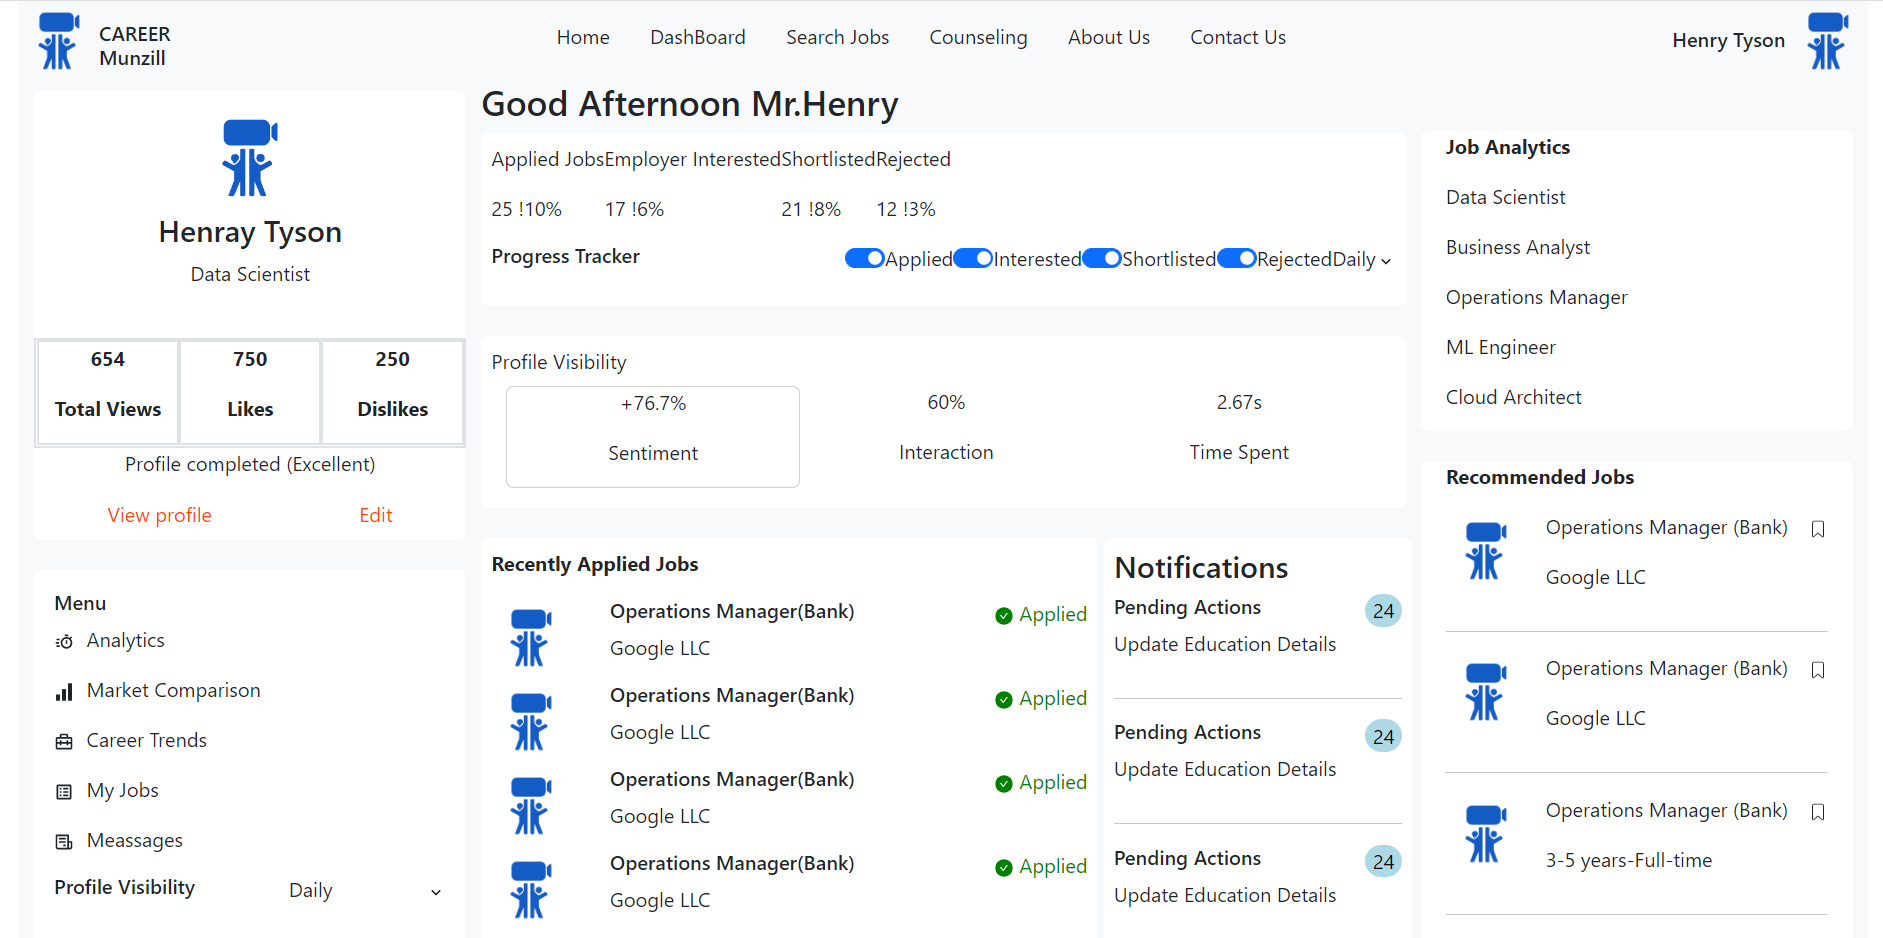 CAREER
Munzill
Home DashBoard Search Jobs Counseling About Us Contact Us
Henry Tyson
Henray Tyson
Data Scientist
654 750 250
Total Views Likes Dislikes
Profile completed (Excellent)
View profile Edit
Menu
Analytics
Market Comparison
Career Trends
My Jobs
Meassages
Profile Visibility Daily
Good Afternoon Mr.Henry
Applied JobsEmployer InterestedShortlistedRejected
25 !10% 17 !6% 21 !8% 12 !3%
Progress Tracker AppliedInterestedShortlistedRejectedDaily
Profile Visibility
+76.7% 60% 2.67s
Sentiment Interaction Time Spent
Recently Applied Jobs
Operations Manager(Bank) Applied
Google LLC
Operations Manager(Bank) Applied
Google LLC
Operations Manager(Bank) Applied
Google LLC
Operations Manager(Bank) Applied
Google LLC
Notifications
Pending Actions 24
Update Education Details
Pending Actions 24
Update Education Details
Pending Actions 24
Update Education Details
Job Analytics
Data Scientist
Business Analyst
Operations Manager
ML Engineer
Cloud Architect
Recommended Jobs
Operations Manager (Bank)
Google LLC
Operations Manager (Bank)
Google LLC
Operations Manager (Bank)
3-5 years-Full-time